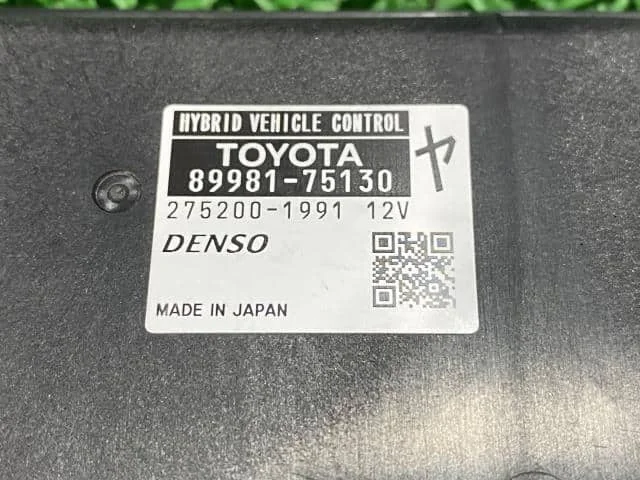 HYBRID VEHICLE CONTROL
TOYOTA
89981-75130
ヤ
275200-1991 12V
DENSO
MADE IN JAPAN